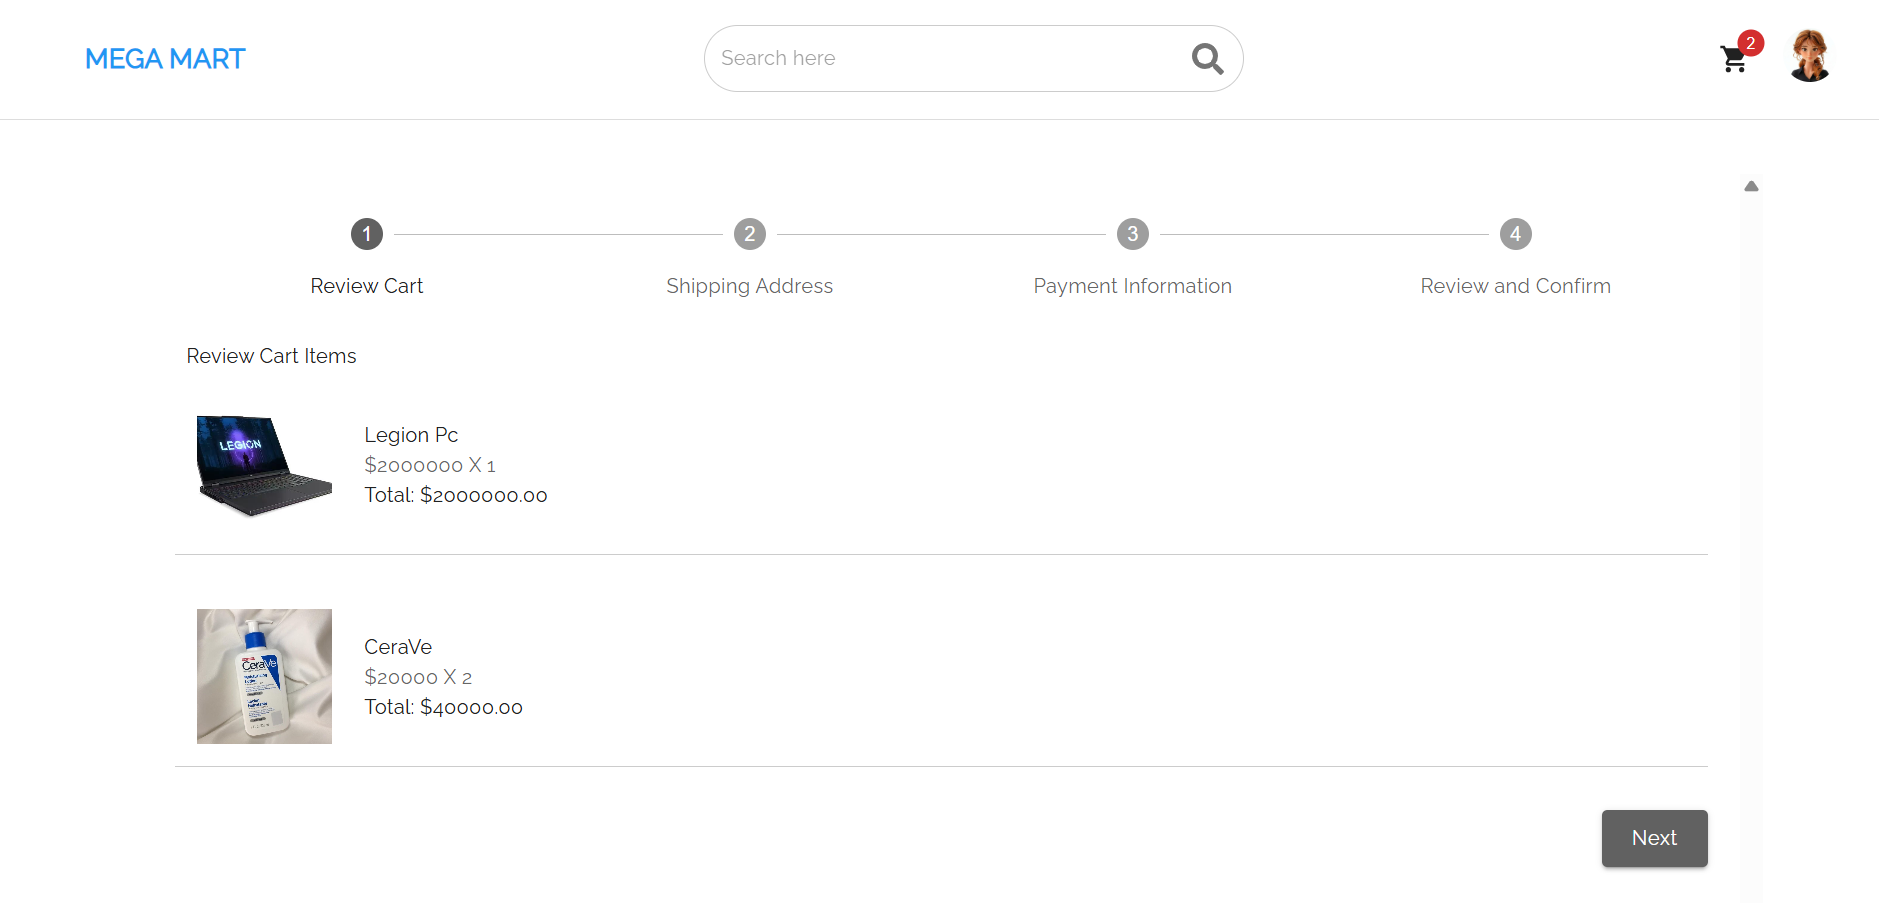 MEGA MART
Search here
2
1
2
3
4
Review Cart
Shipping Address
Payment Information
Review and Confirm
Review Cart Items
LEGION
Legion Pc
$2000000 X 1
Total: $2000000.00
CeraVe
CeraVe
$20000 X 2
Total: $40000.00
Next